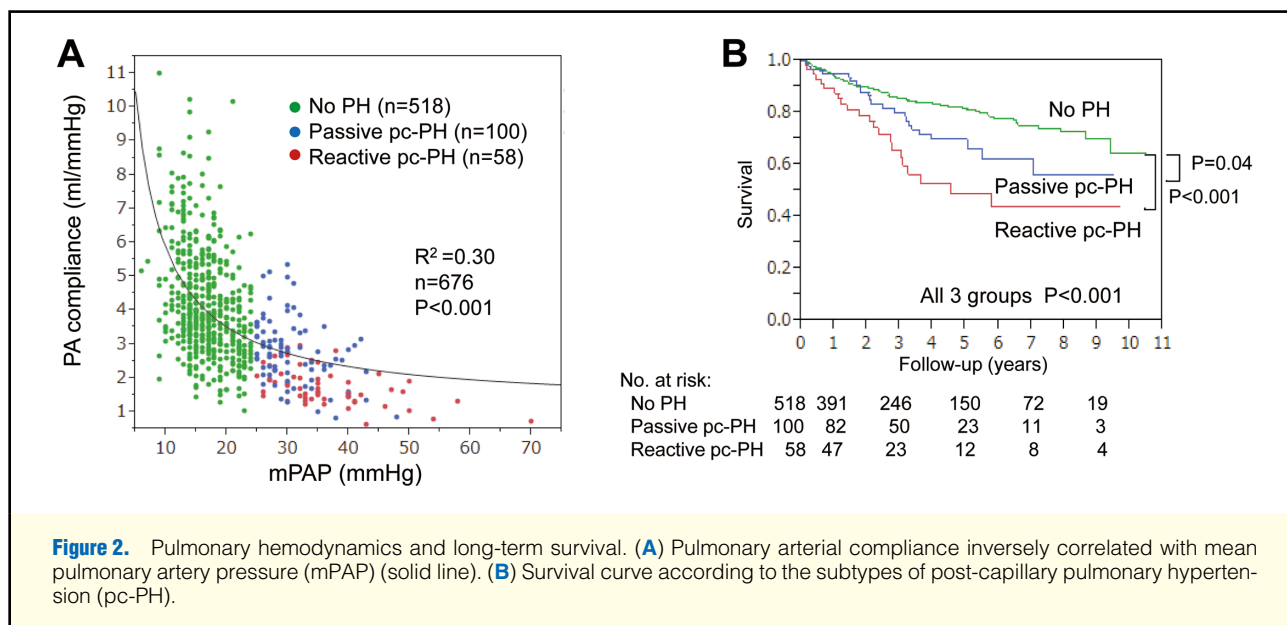 A
PA compliance (ml/mmHg)
11
10
9
8
7
6
5
4
3
2
1
No PH (n=518)
Passive pc-PH (n=100)
Reactive pc-PH (n=58)
R² =0.30
n=676
P<0.001
10 20 30 40 50 60 70
mPAP (mmHg)
B
Survival
1.0
0.8
0.6
0.4
0.2
0.0
No PH
Passive pc-PH
Reactive pc-PH
P=0.04
P<0.001
All 3 groups P<0.001
0 1 2 3 4 5 6 7 8 9 10 11
Follow-up (years)
No. at risk:
No PH 518 391 246 150 72 19
Passive pc-PH 100 82 50 23 11 3
Reactive pc-PH 58 47 23 12 8 4
Figure 2. Pulmonary hemodynamics and long-term survival. (A) Pulmonary arterial compliance inversely correlated with mean
pulmonary artery pressure (mPAP) (solid line). (B) Survival curve according to the subtypes of post-capillary pulmonary hyperten-
sion (pc-PH).